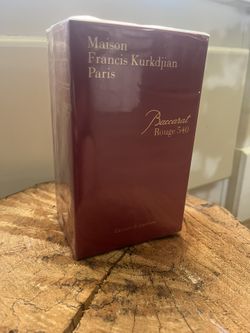 Maison
Francis Kurkdjian
Paris
Baccarat
Rouge 540